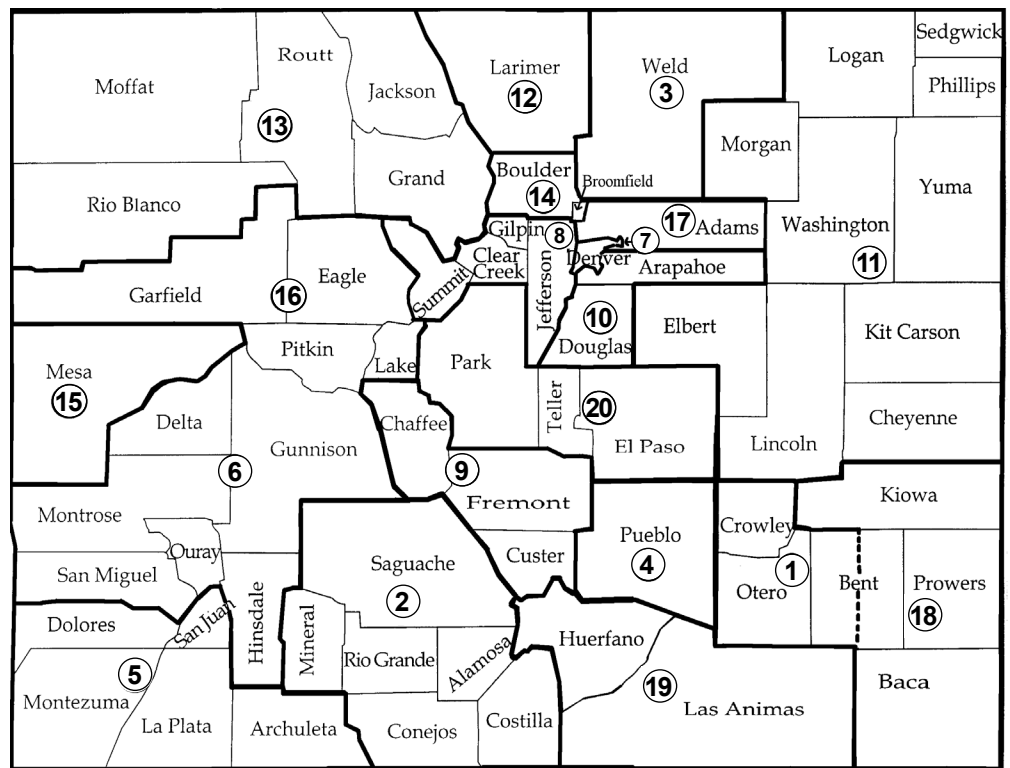 Sedgwick
Routt
Logan
Weld
Larimer
Moffat
Phillips
Jackson
3
12
13
Morgan
Boulder
Grand
Broomfield
Yuma
14
Rio Blanco
17
Adams
Washington
Gilpin
8
7
Clear
Creek
Denver
11
Arapahoe
Eagle
Garfield
16
Summit
Jefferson
10
Elbert
Kit Carson
Douglas
Pitkin
Park
Lake
Mesa
15
Teller
20
Delta
Chaffee
Cheyenne
El Paso
Lincoln
Gunnison
6
9
Kiowa
Fremont
Montrose
Crowley
Pueblo
Ouray
Custer
Saguache
4
San Miguel
1
Otero
Bent
Prowers
2
18
San Juan
Hinsdale
Dolores
Mineral
Huerfano
Rio Grande
Alamosa
5
19
Baca
Montezuma
Las Animas
La Plata
Archuleta
Conejos
Costilla